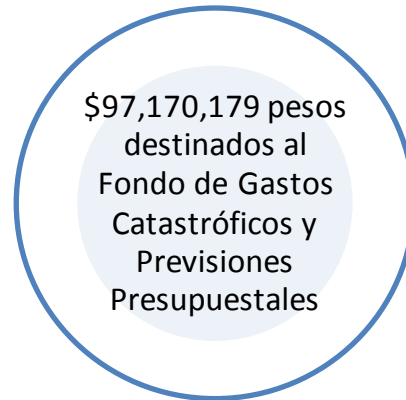 $97,170,179 pesos
destinados al
Fondo de Gastos
Catastróficos y
Previsiones
Presupuestales